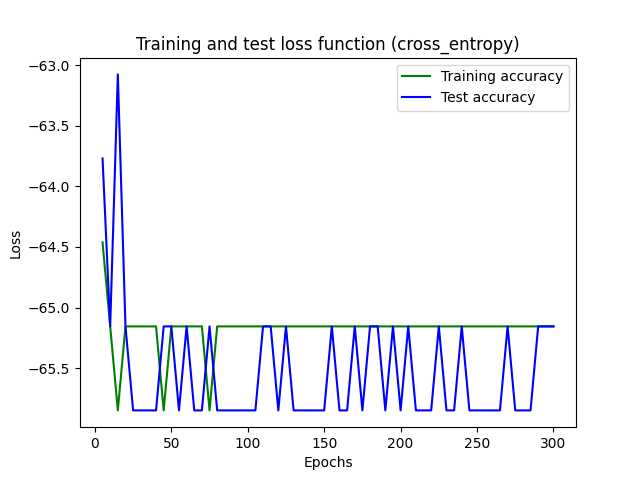 Training and test loss function (cross_entropy)
Training accuracy
Test accuracy
−63.0
−63.5
−64.0
−64.5
−65.0
−65.5
Loss
0
50
100
150
200
250
300
Epochs